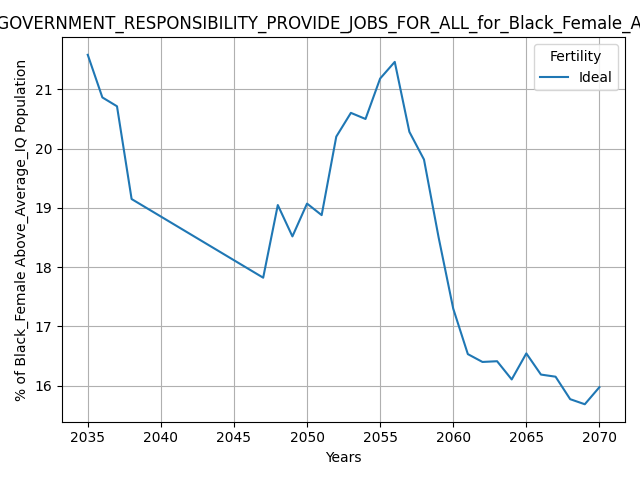 GOVERNMENT_RESPONSIBILITY_PROVIDE_JOBS_FOR_ALL_for_Black_Female_A
Fertility
Ideal
% of Black_Female Above_Average_IQ Population
21
20
19
18
17
16
2035 2040 2045 2050 2055 2060 2065 2070
Years